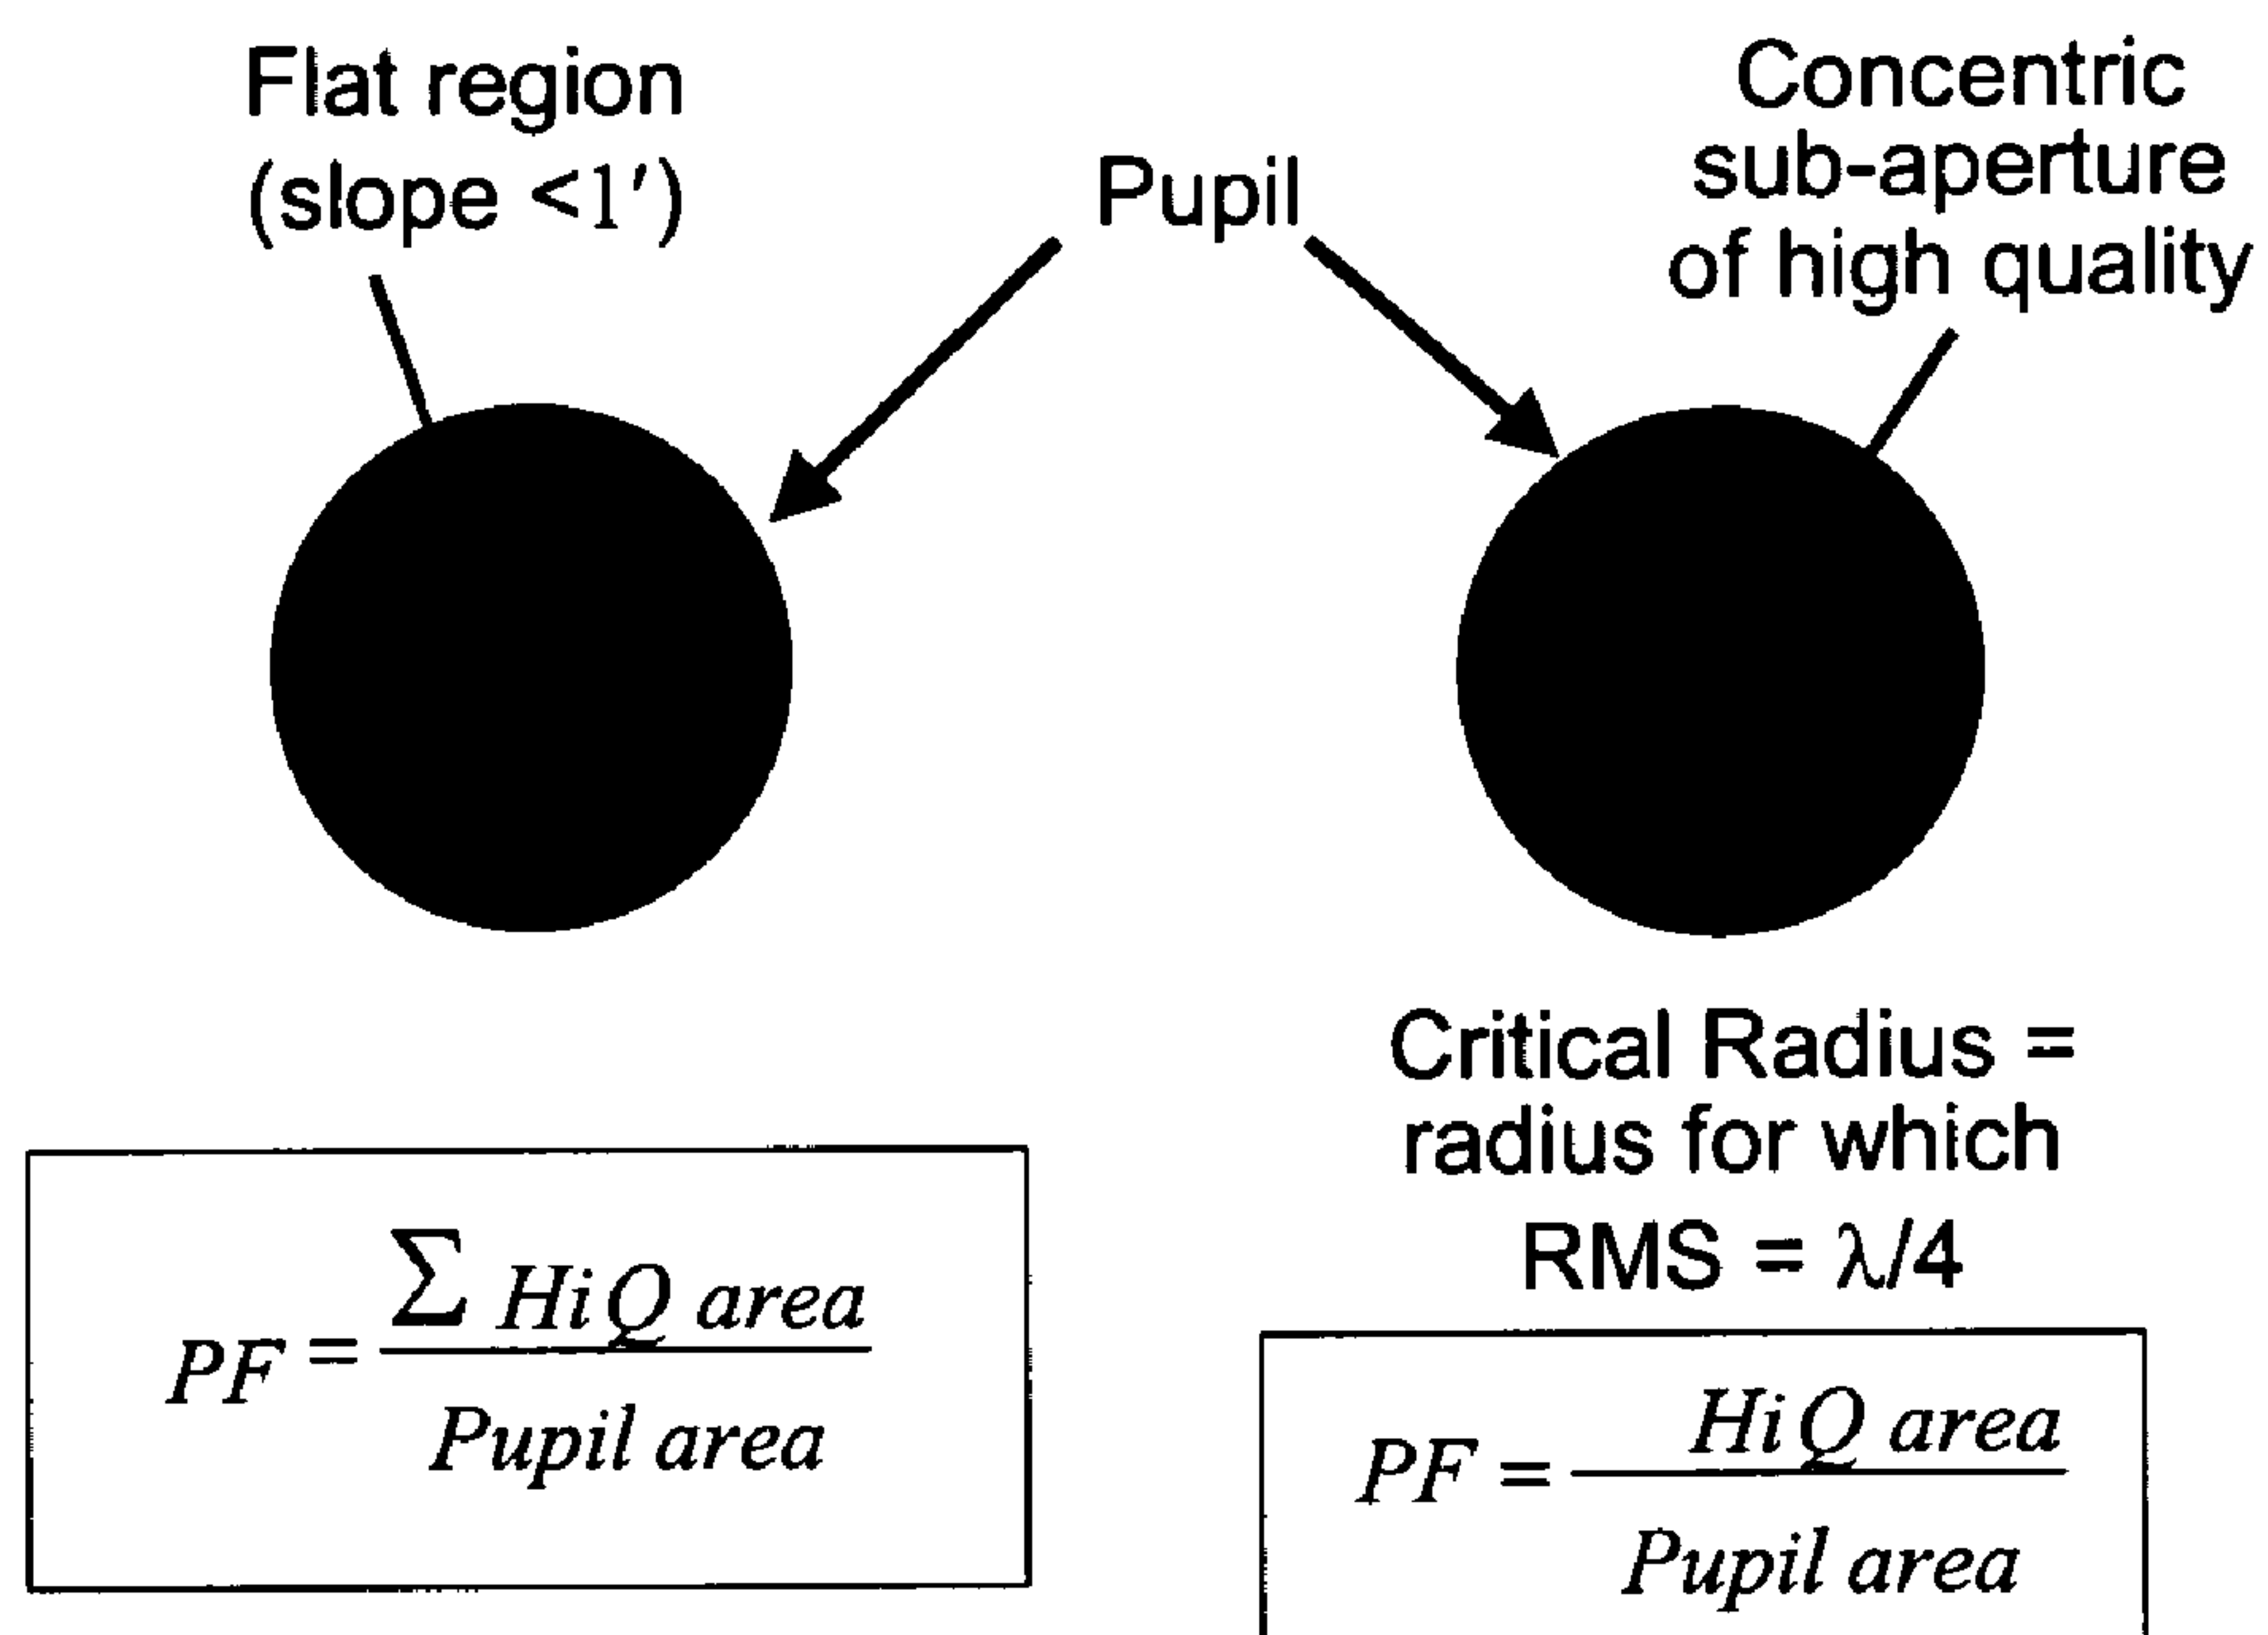 Flat region
(slope <1′)
Pupil
Concentric
sub-aperture
of high quality
Critical Radius =
radius for which
RMS = λ/4
PF = ∑ HiQ area
Pupil area
PF = HiQ area
Pupil area